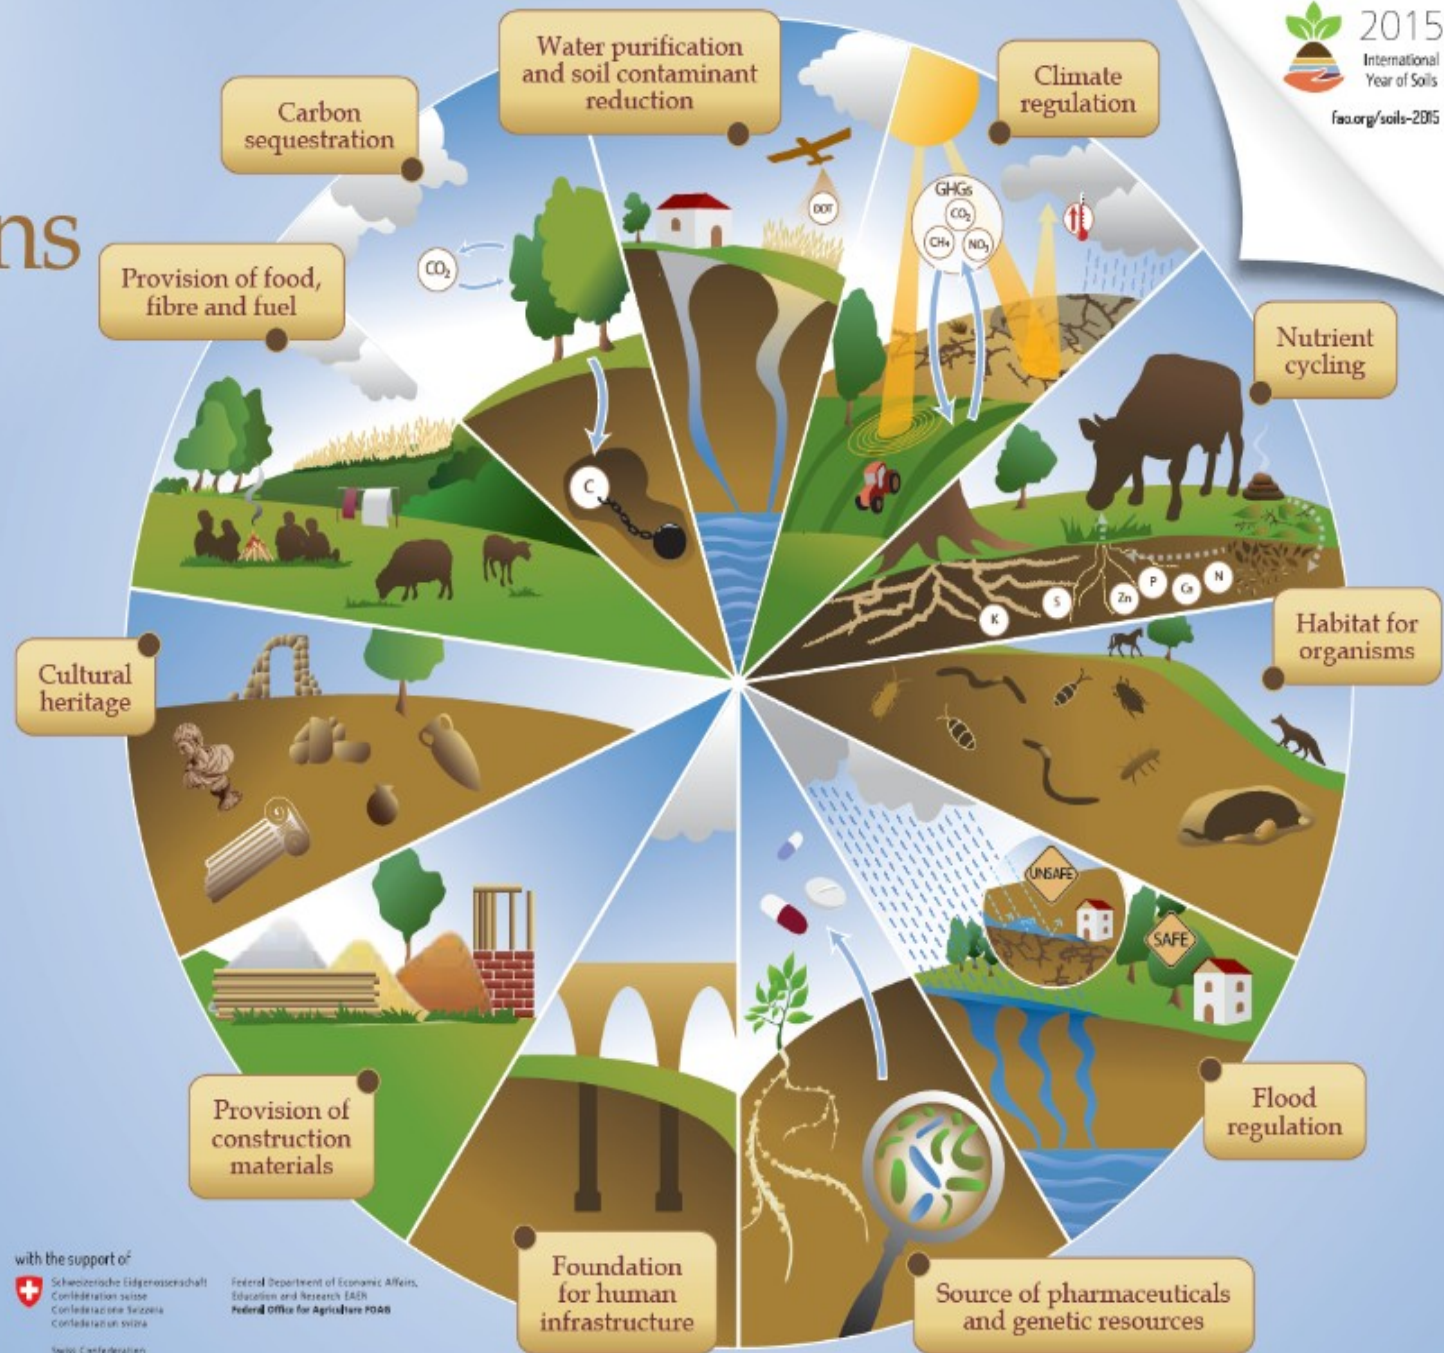 ns
2015
International
Year of Soils
fao.org/soils-2015
Water purification
and soil contaminant
reduction
Climate
regulation
Carbon
sequestration
DDT
GHGs
CO₂
CH₄
NO₃
CO₂
Provision of food,
fibre and fuel
Nutrient
cycling
C
K
S
Zn
P
Ca
N
Habitat for
organisms
Cultural
heritage
UNSAFE
SAFE
Provision of
construction
materials
Flood
regulation
Foundation
for human
infrastructure
Source of pharmaceuticals
and genetic resources
with the support of
Schweizerische Eidgenossenschaft
Confédération suisse
Confederazione Svizzera
Confederaziun svizra
Swiss Confederation
Federal Department of Economic Affairs,
Education and Research EAER
Federal Office for Agriculture FOAG